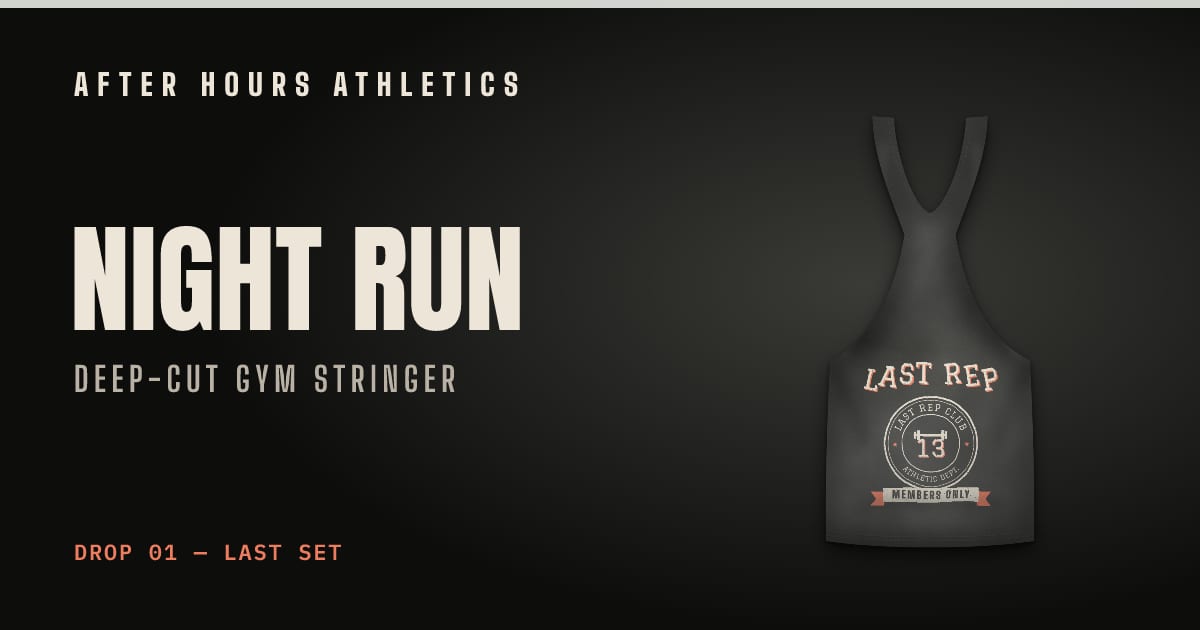 AFTER HOURS ATHLETICS
NIGHT RUN
DEEP-CUT GYM STRINGER
DROP 01 — LAST SET
LAST REP
LAST REP CLUB
13
ATHLETIC DEPT.
MEMBERS ONLY